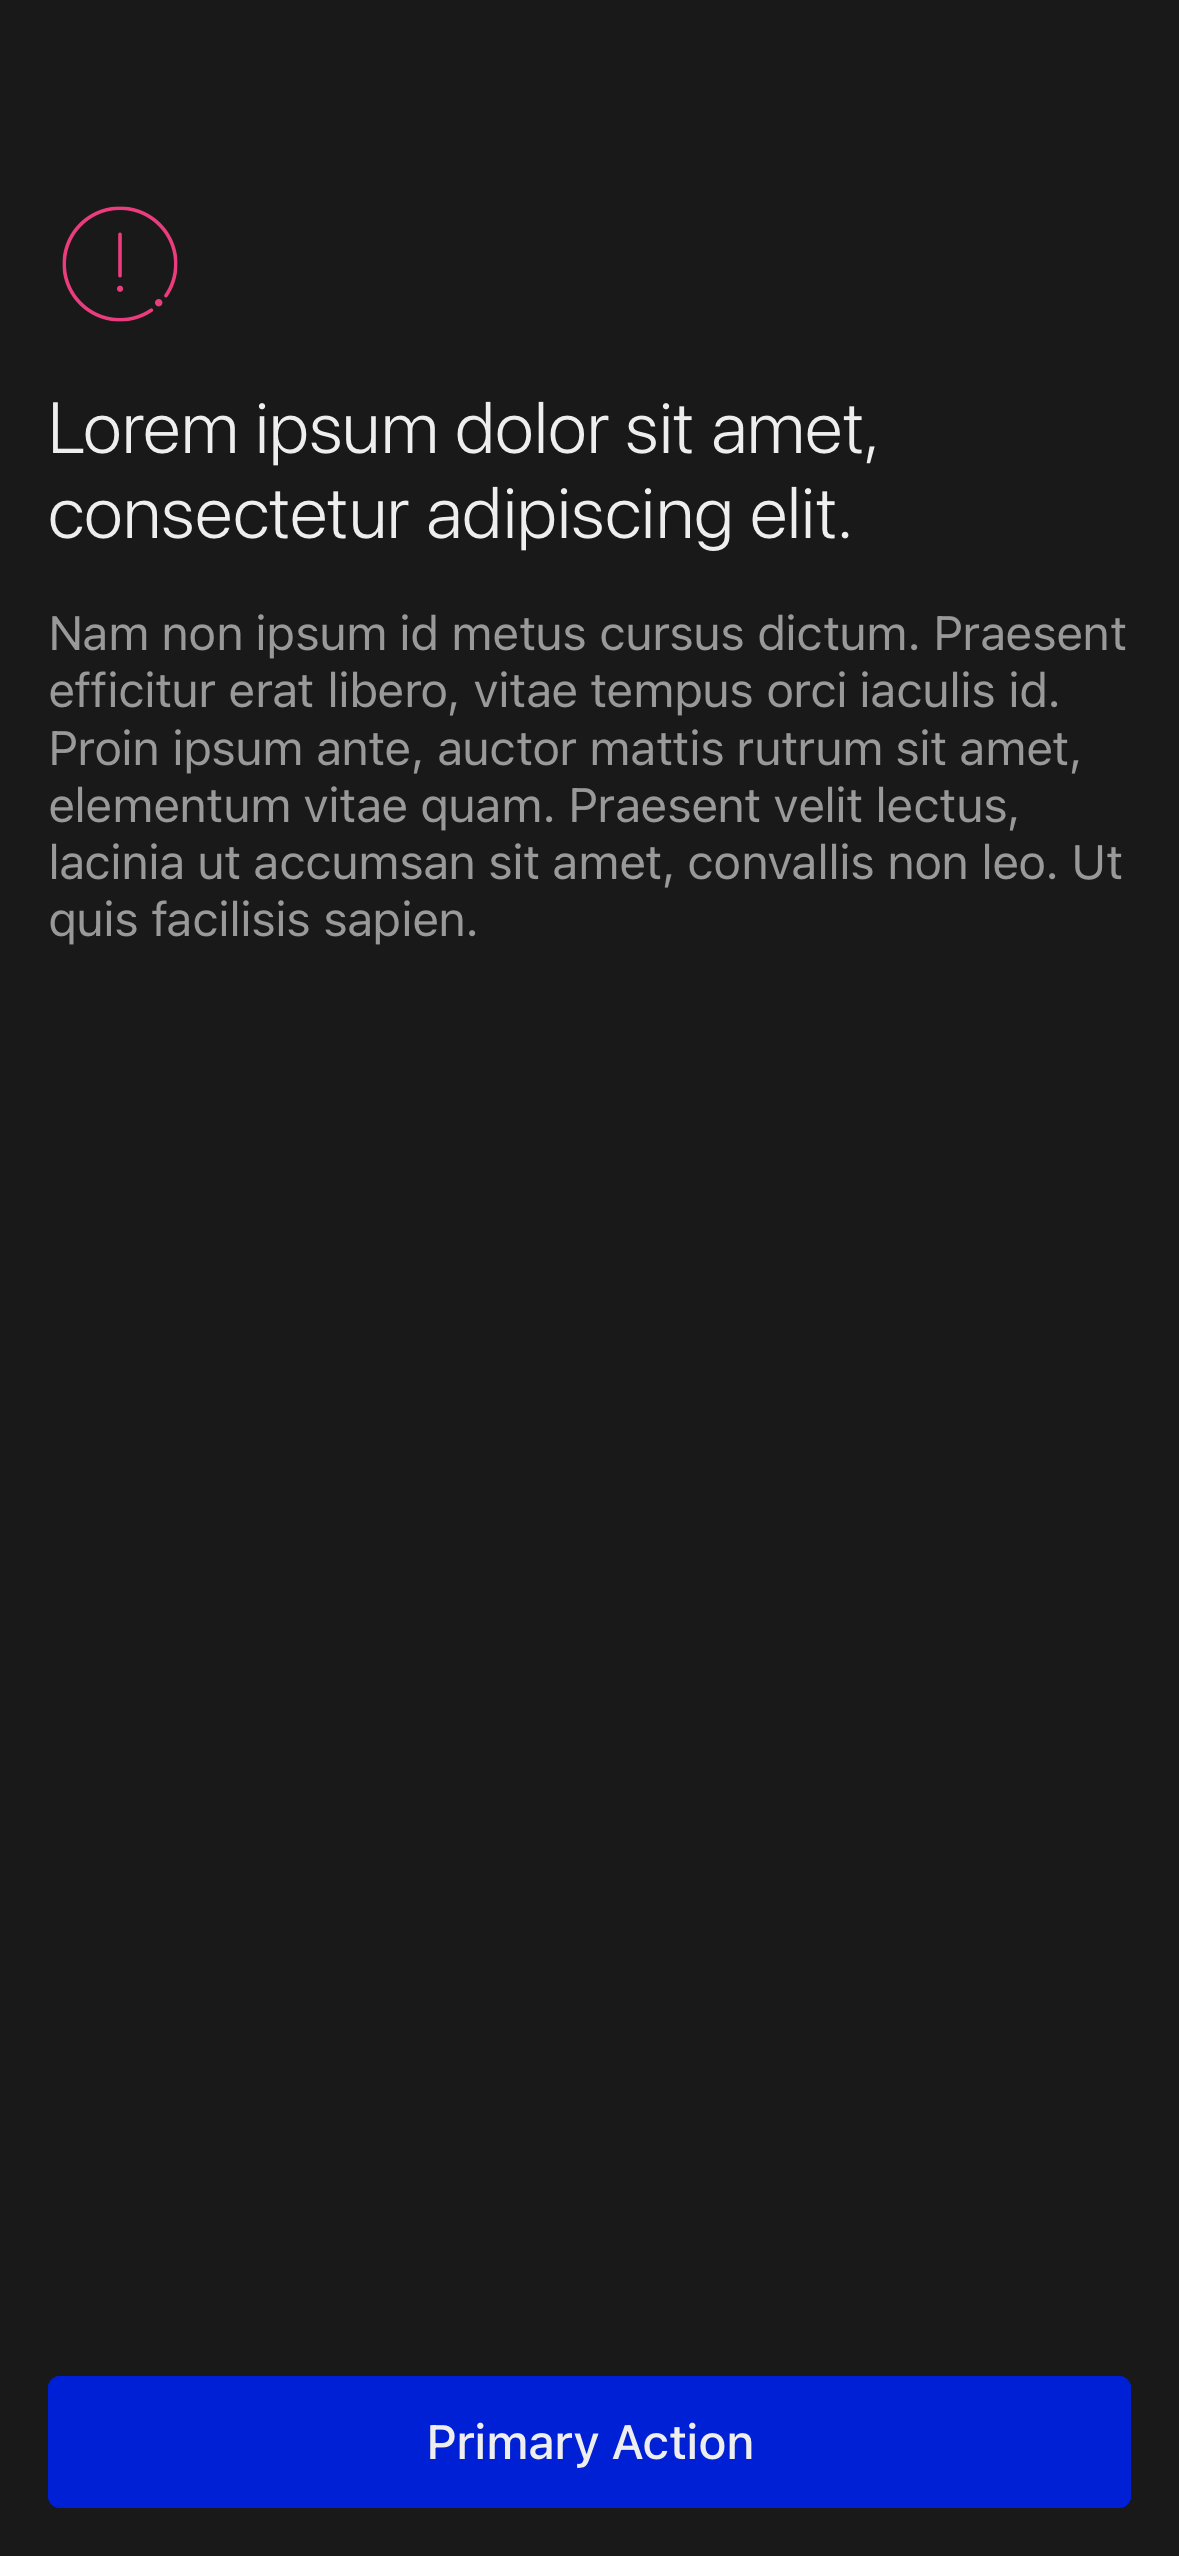 Lorem ipsum dolor sit amet,
consectetur adipiscing elit.
Nam non ipsum id metus cursus dictum. Praesent
efficitur erat libero, vitae tempus orci iaculis id.
Proin ipsum ante, auctor mattis rutrum sit amet,
elementum vitae quam. Praesent velit lectus,
lacinia ut accumsan sit amet, convallis non leo. Ut
quis facilisis sapien.
Primary Action